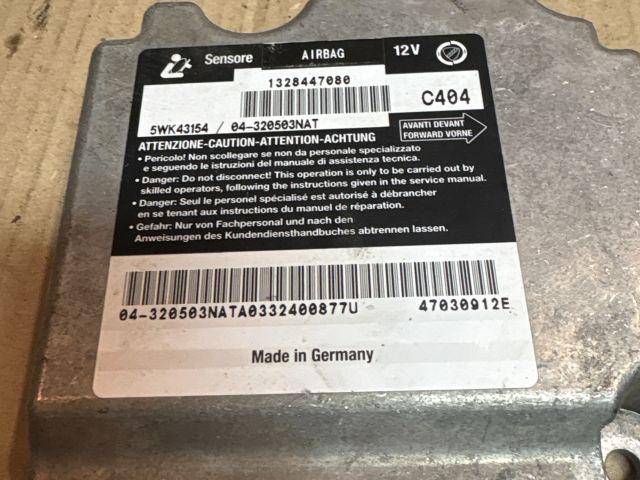 Sensore AIRBAG 12V
1328447080
C404
5WK43154 / 04-320503NAT
AVANTI DEVANT
FORWARD VORNE
ATTENZIONE-CAUTION-ATTENTION-ACHTUNG
• Pericolo! Non scollegare se non da personale specializzato
e seguendo le istruzioni del manuale di assistenza tecnica.
• Danger: Do not disconnect! This operation is only to be carried out by
skilled operators, following the instructions given in the service manual.
• Danger: Seul le personel spécialisé est autorisé à débrancher
en se tenant aux instructions du manuel de réparation.
• Gefahr: Nur von Fachpersonal und nach den
Anweisungen des Kundendiensthandbuches abtrennen lassen.
04-320503NATA0332400877U 47030912E
Made in Germany